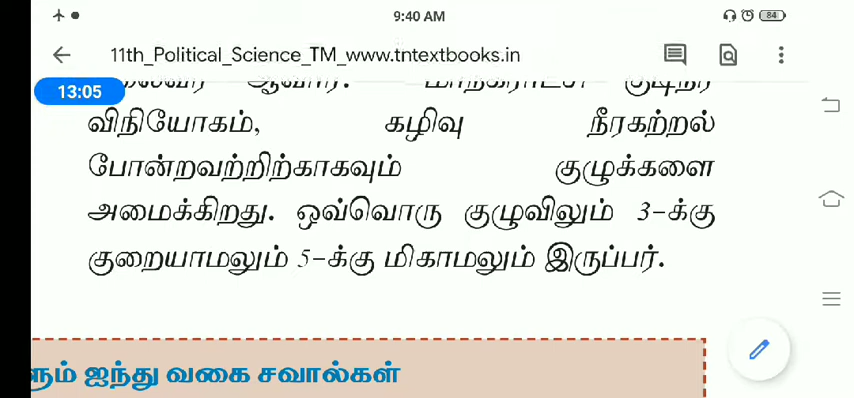 9:40 AM
84
11th_Political_Science_TM_www.tntextbooks.in
13:05
விநியோகம், கழிவு நீரகற்றல்
போன்றவற்றிற்காகவும் குழுக்களை
அமைக்கிறது. ஒவ்வொரு குழுவிலும் 3-க்கு
குறையாமலும் 5-க்கு மிகாமலும் இருப்பர்.
ஐந்து வகை சவால்கள்